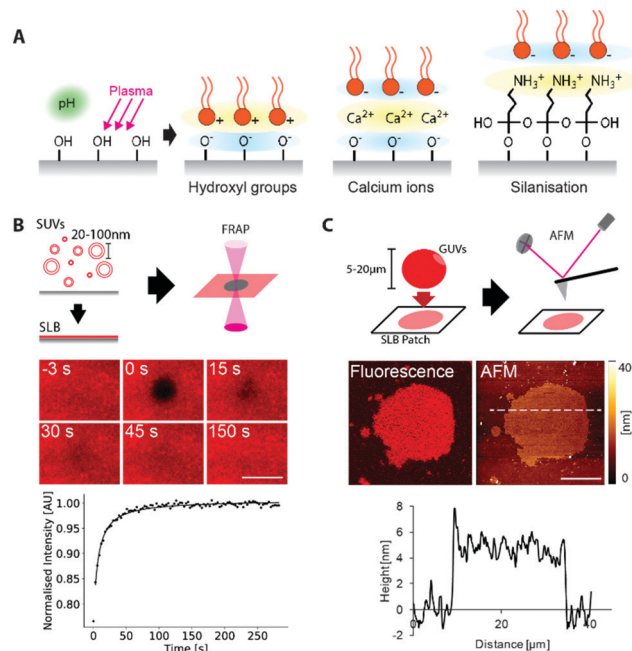 A
pH
Plasma
OH OH OH
+ + +
O⁻ O⁻ O⁻
Hydroxyl groups
- - -
Ca²⁺ Ca²⁺ Ca²⁺
O⁻ O⁻ O⁻
Calcium ions
- - -
NH₃⁺ NH₃⁺ NH₃⁺
HO O O OH
O O O
Silanisation
B
SUVs
20-100nm
SLB
FRAP
-3 s
0 s
15 s
30 s
45 s
150 s
Normalised Intensity [AU]
1.00
0.95
0.90
0.85
0.80
0 50 100 150 200 250
Time [s]
C
5-20µm
GUVs
SLB Patch
AFM
Fluorescence
AFM
40
[nm]
0
Height [nm]
8
6
4
2
0
-2
0 20 40
Distance [µm]